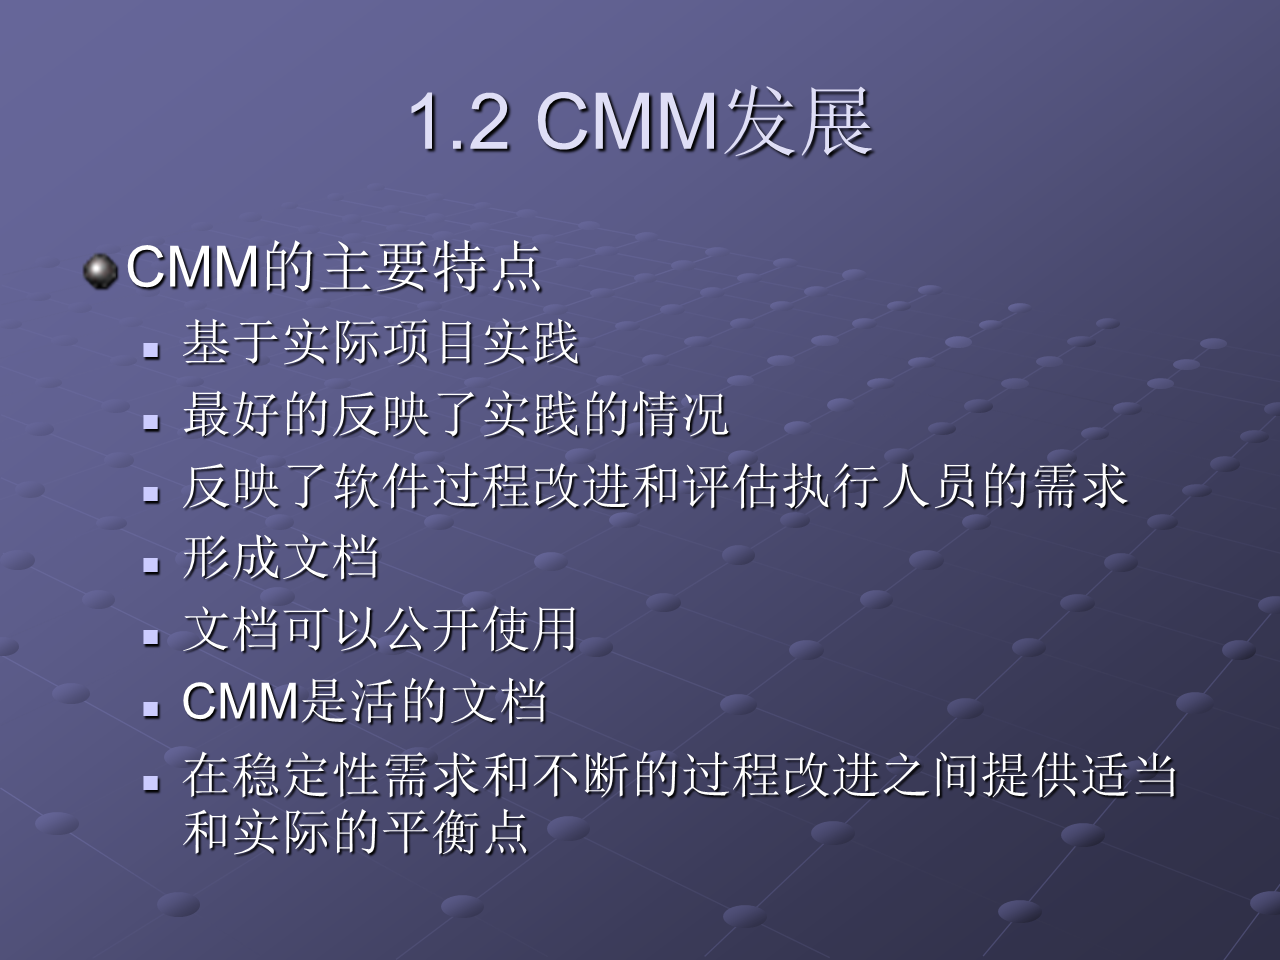 1.2 CMM发展
CMM的主要特点
基于实际项目实践
最好的反映了实践的情况
反映了软件过程改进和评估执行人员的需求
形成文档
文档可以公开使用
CMM是活的文档
在稳定性需求和不断的过程改进之间提供适当
和实际的平衡点